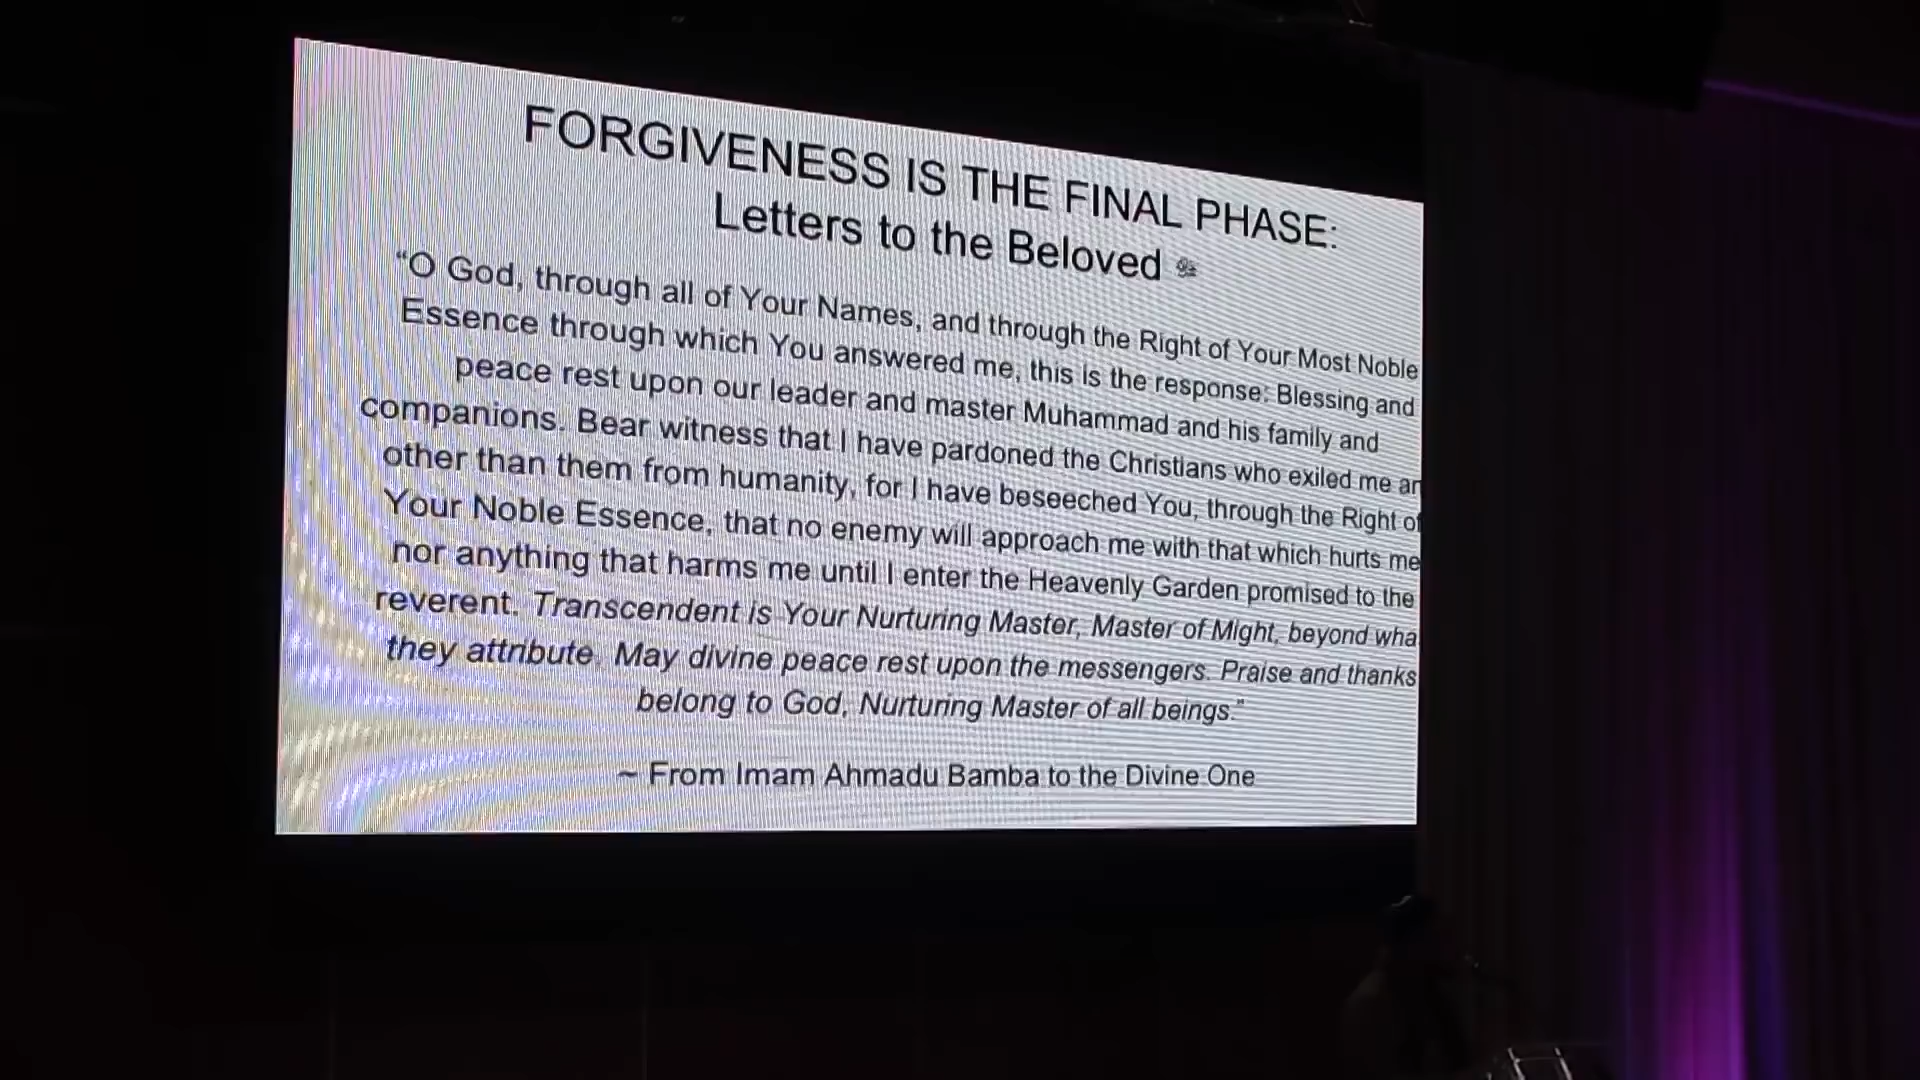 FORGIVENESS IS THE FINAL PHASE:
Letters to the Beloved
“O God, through all of Your Names, and through the Right of Your Most Noble
Essence through which You answered me, this is the response: Blessing and
peace rest upon our leader and master Muhammad and his family and
companions. Bear witness that I have pardoned the Christians who exiled me
other than them from humanity, for I have beseeched You, through the Right of
Your Noble Essence, that no enemy will approach me with that which hurts me
nor anything that harms me until I enter the Heavenly Garden promised to the
reverent. Transcendent is Your Nurturing Master, Master of Might, beyond
they attribute. May divine peace rest upon the messengers. Praise and thanks
belong to God, Nurturing Master of all beings.”
~ From Imam Ahmadu Bamba to the Divine One